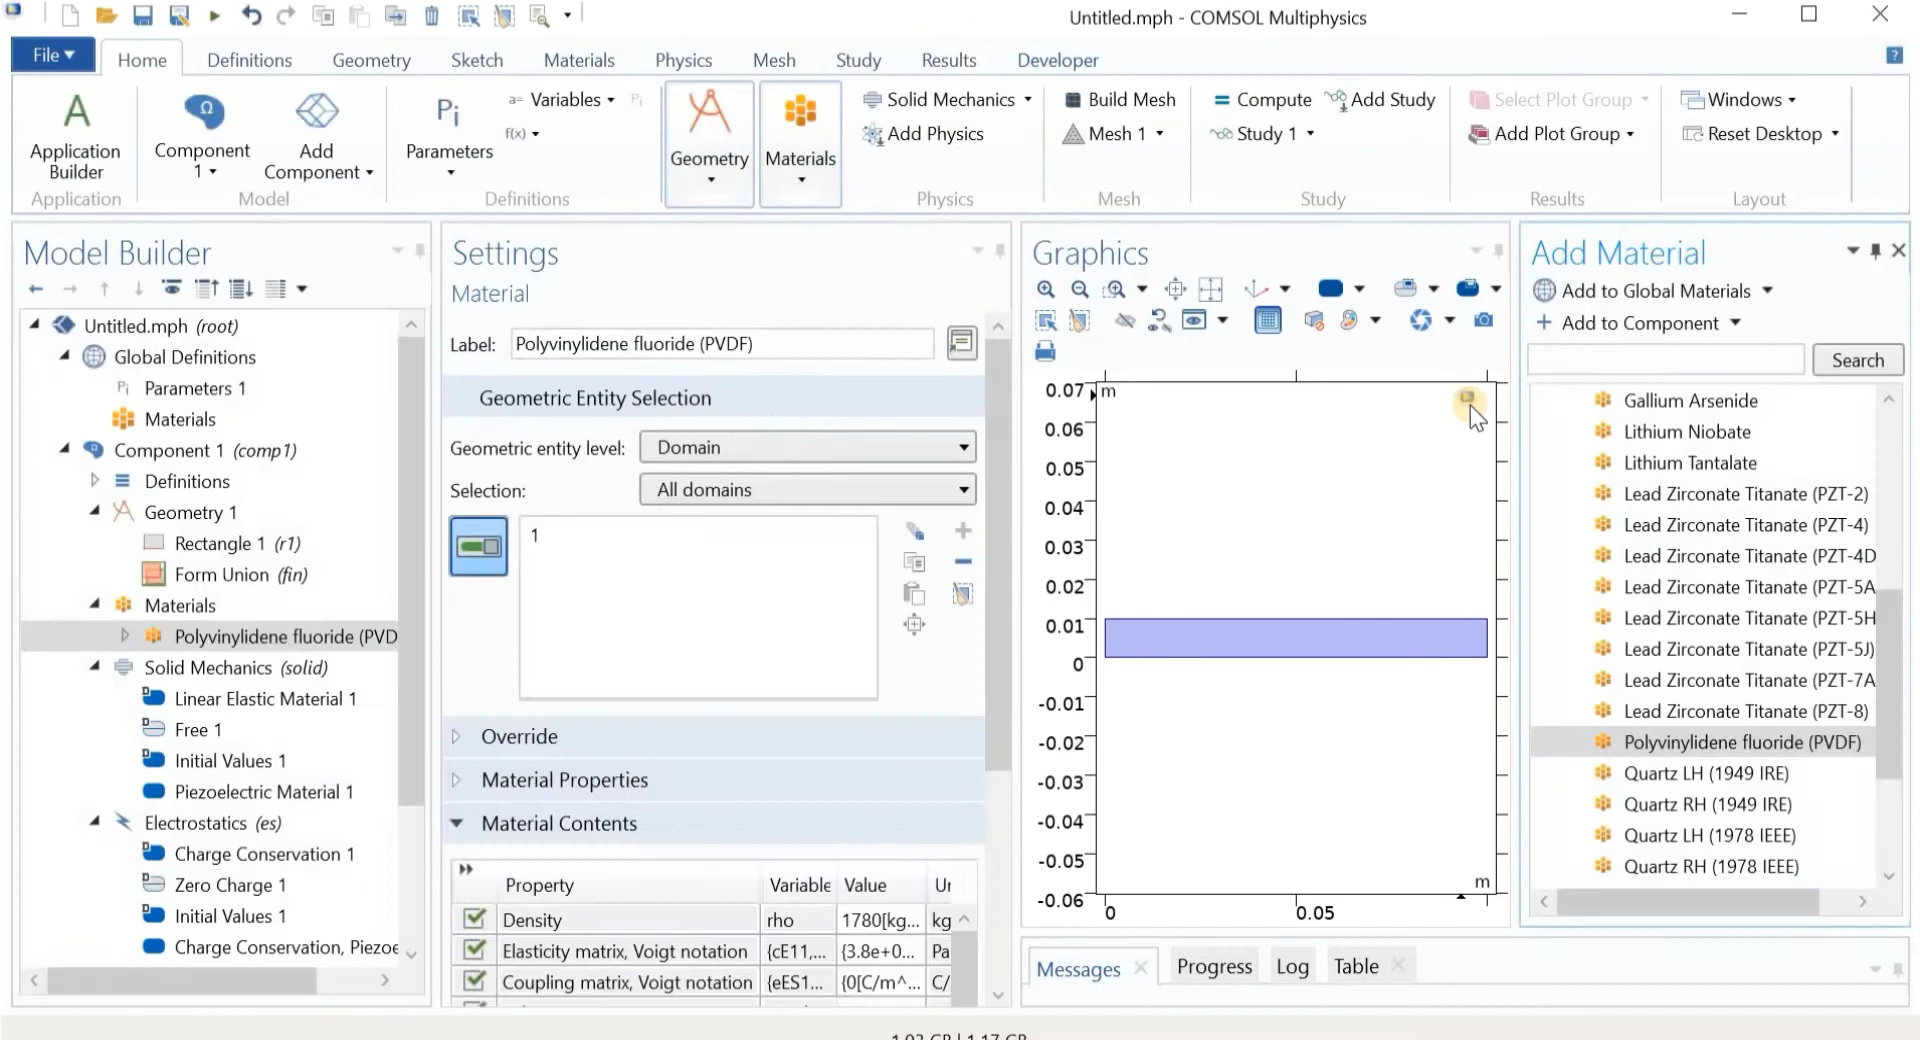 Untitled.mph - COMSOL Multiphysics
File Home Definitions Geometry Sketch Materials Physics Mesh Study Results Developer
Application Builder
Application
Component 1
Add Component
Model
Pi
Parameters
a= Variables Pi
f(x)
Definitions
Geometry
Materials
Solid Mechanics
Add Physics
Physics
Build Mesh
Mesh 1
Mesh
= Compute
Add Study
Study 1
Study
Select Plot Group
Add Plot Group
Results
Windows
Reset Desktop
Layout
Model Builder
Untitled.mph (root)
Global Definitions
Pi Parameters 1
Materials
Component 1 (comp1)
Definitions
Geometry 1
Rectangle 1 (r1)
Form Union (fin)
Materials
Polyvinylidene fluoride (PVD
Solid Mechanics (solid)
Linear Elastic Material 1
Free 1
Initial Values 1
Piezoelectric Material 1
Electrostatics (es)
Charge Conservation 1
Zero Charge 1
Initial Values 1
Charge Conservation, Piezoe
Settings
Material
Label: Polyvinylidene fluoride (PVDF)
Geometric Entity Selection
Geometric entity level: Domain
Selection: All domains
1
Override
Material Properties
Material Contents
Property Variable Value Ur
Density rho 1780[kg... kg
Elasticity matrix, Voigt notation {cE11,... {3.8e+0... Pa
Coupling matrix, Voigt notation {eES1... {0[C/m^... C/
Graphics
0.07 m
0.06
0.05
0.04
0.03
0.02
0.01
0
-0.01
-0.02
-0.03
-0.04
-0.05
m
-0.06
0 0.05
Messages Progress Log Table
Add Material
Add to Global Materials
+ Add to Component
Search
Gallium Arsenide
Lithium Niobate
Lithium Tantalate
Lead Zirconate Titanate (PZT-2)
Lead Zirconate Titanate (PZT-4)
Lead Zirconate Titanate (PZT-4D
Lead Zirconate Titanate (PZT-5A
Lead Zirconate Titanate (PZT-5H
Lead Zirconate Titanate (PZT-5J)
Lead Zirconate Titanate (PZT-7A
Lead Zirconate Titanate (PZT-8)
Polyvinylidene fluoride (PVDF)
Quartz LH (1949 IRE)
Quartz RH (1949 IRE)
Quartz LH (1978 IEEE)
Quartz RH (1978 IEEE)